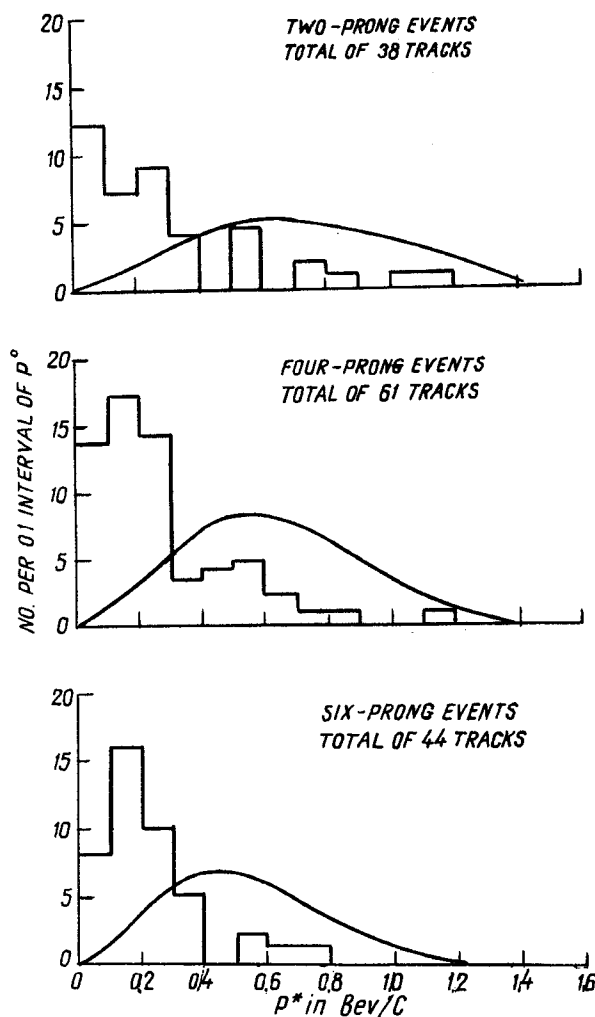 TWO-PRONG EVENTS
TOTAL OF 38 TRACKS
20
15
10
5
0
FOUR-PRONG EVENTS
TOTAL OF 61 TRACKS
20
15
10
5
0
NO. PER 01 INTERVAL OF P°
SIX-PRONG EVENTS
TOTAL OF 44 TRACKS
20
15
10
5
0
0 0,2 0,4 0,6 0,8 1,0 1,2 1,4 1,6
P* in Bev/C